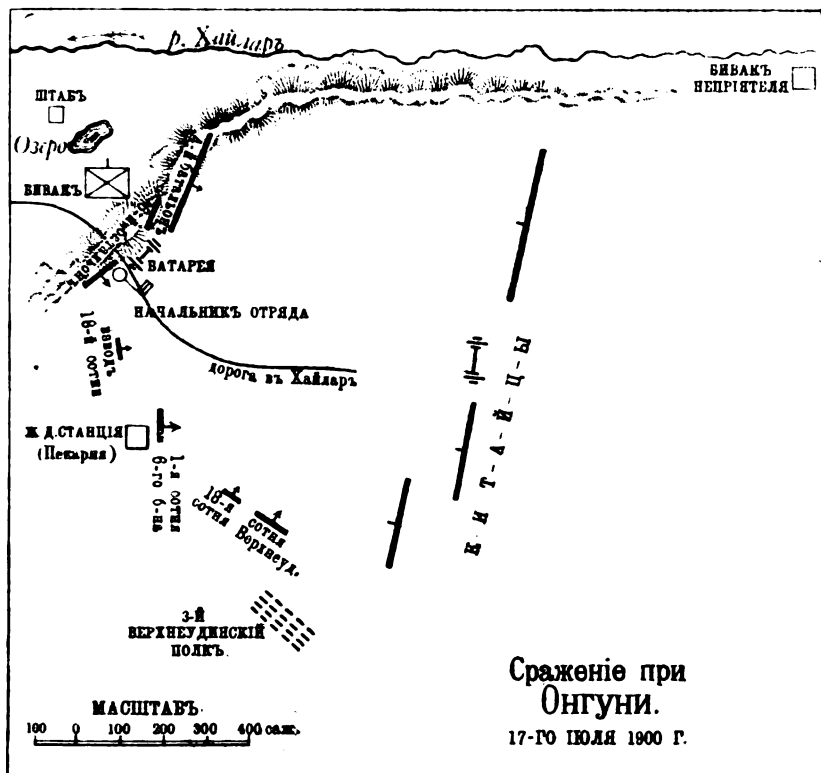 р. Хайларъ
БИВАКЪ
НЕПРІЯТЕЛЯ
ШТАБЪ
Озеро
БИВАКЪ
4-й баталіонъ
БАТАРЕЯ
НАЧАЛЬНИКЪ ОТРЯДА
взводъ
18-й сотни
дорога въ Хайларъ
К-И-Т-А-Й-Ц-Ы
Ж.Д.СТАНЦІЯ
(Пекарня)
1-я сотня
6-го б-на
18-я
сотня
сотня
Верхнеуд.
3-Й
ВЕРХНЕУДИНСКІЙ
ПОЛКЪ.
Сраженіе при
Онгуни.
17-ГО ІЮЛЯ 1900 Г.
МАСШТАБЪ
100 0 100 200 300 400 саж.